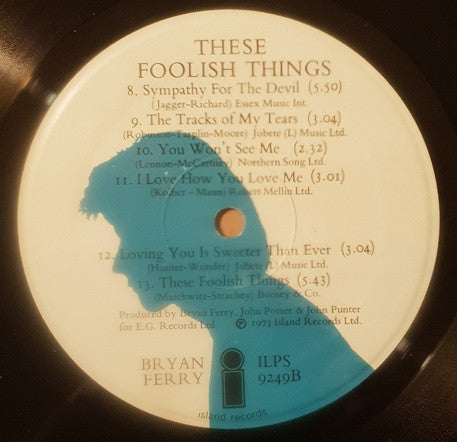 THESE
FOOLISH THINGS
8. Sympathy For The Devil (5.50)
(Jagger-Richard) Essex Music Int.
9. The Tracks of My Tears (3.04)
(Robinson-Tarplin-Moore) Jobete (L) Music Ltd.
10. You Won't See Me (2.32)
(Lennon-McCartney) Northern Song Ltd.
11. I Love How You Love Me (3.01)
(Kolber - Mann) Robert Mellin Ltd.
12. Loving You Is Sweeter Than Ever (3.04)
(Hunter-Wonder) Jobete (L) Music Ltd.
13. These Foolish Things (5.43)
(Maschwitz-Strachey) Boosey & Co.
Produced by Bryan Ferry, John Porter & John Punter
for E.G. Records Ltd. ℗ 1973 Island Records Ltd.
BRYAN
FERRY
i
ILPS
9249B
island records